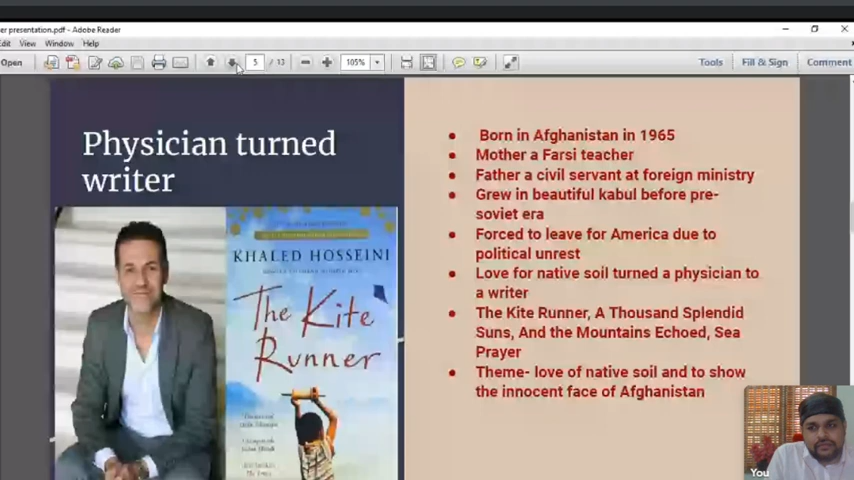 er presentation.pdf - Adobe Reader
Edit View Window Help
Open 5 / 13 105% Tools Fill & Sign Comment
Physician turned
writer
KHALED HOSSEINI
The Kite
Runner
Born in Afghanistan in 1965
Mother a Farsi teacher
Father a civil servant at foreign ministry
Grew in beautiful kabul before pre-
soviet era
Forced to leave for America due to
political unrest
Love for native soil turned a physician to
a writer
The Kite Runner, A Thousand Splendid
Suns, And the Mountains Echoed, Sea
Prayer
Theme- love of native soil and to show
the innocent face of Afghanistan
You